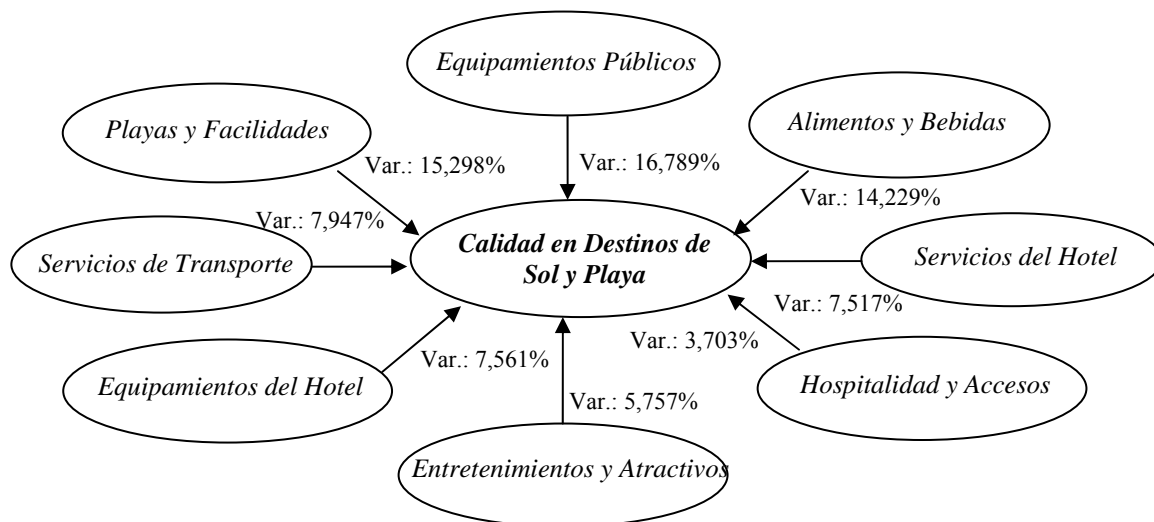 Equipamientos Públicos
Playas y Facilidades
Alimentos y Bebidas
Var.: 15,298%
Var.: 16,789%
Var.: 14,229%
Var.: 7,947%
Calidad en Destinos de
Sol y Playa
Servicios de Transporte
Servicios del Hotel
Var.: 7,517%
Var.: 3,703%
Var.: 7,561%
Equipamientos del Hotel
Hospitalidad y Accesos
Var.: 5,757%
Entretenimientos y Atractivos